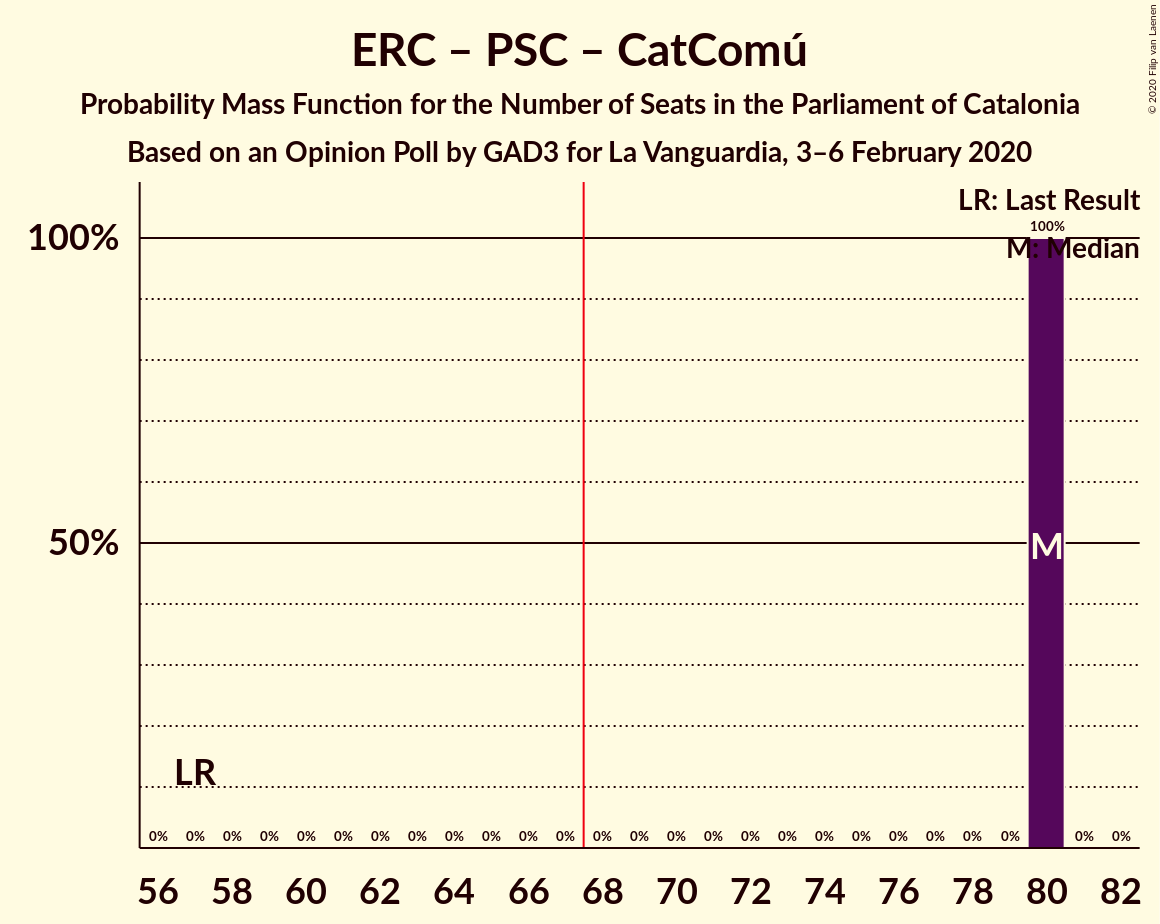 ERC – PSC – CatComú
Probability Mass Function for the Number of Seats in the Parliament of Catalonia
Based on an Opinion Poll by GAD3 for La Vanguardia, 3–6 February 2020
© 2020 Filip van Laenen
LR: Last Result
100%
100%
M: Median
50%
M
LR
0% 0% 0% 0% 0% 0% 0% 0% 0% 0% 0% 0% 0% 0% 0% 0% 0% 0% 0% 0% 0% 0% 0% 0% 0% 0%
56 58 60 62 64 66 68 70 72 74 76 78 80 82